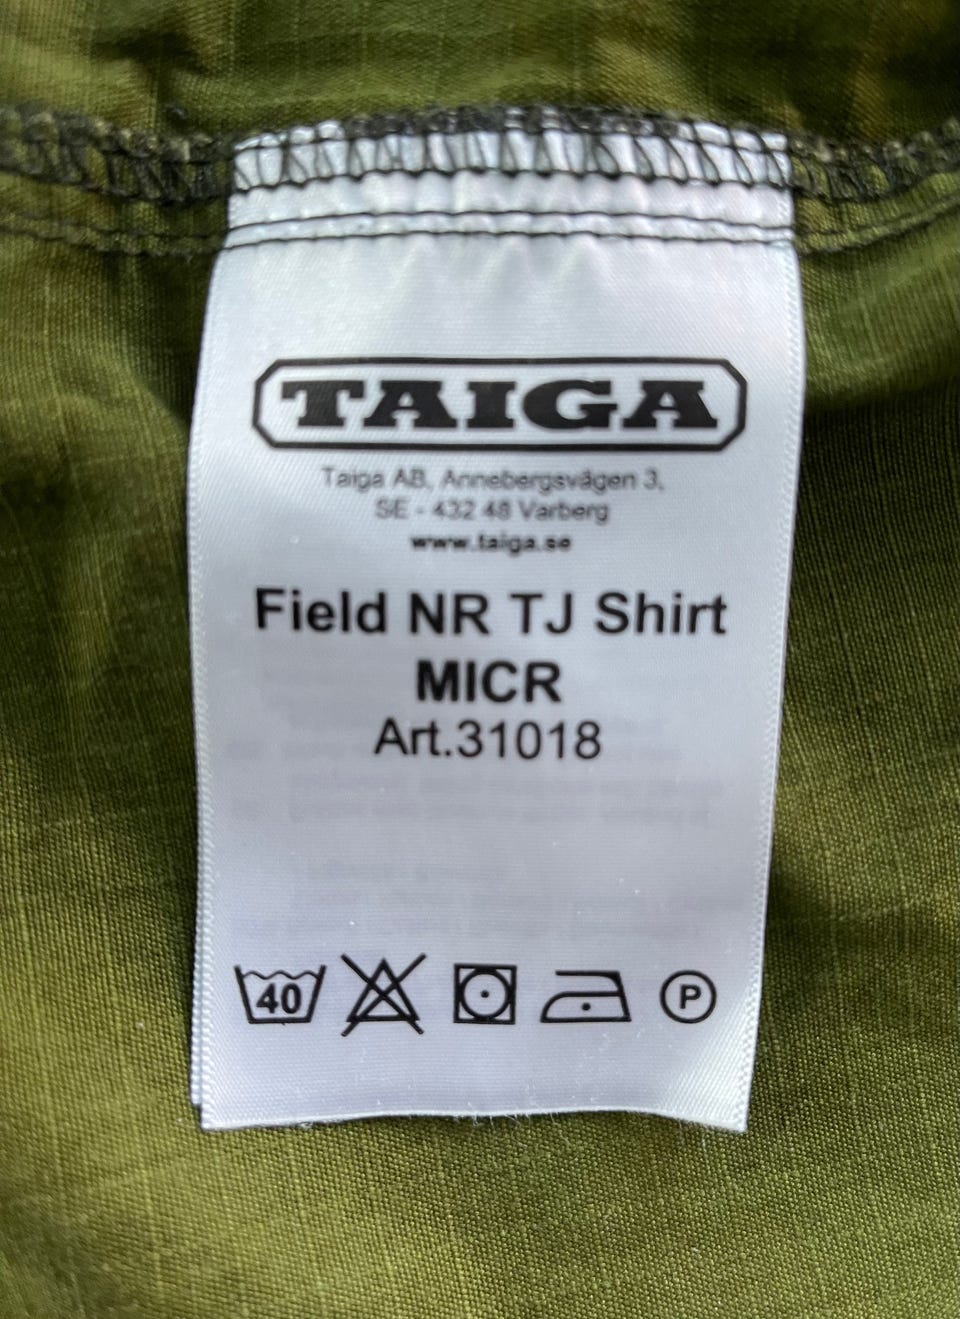 TAIGA
Taiga AB, Annebergsvägen 3,
SE - 432 48 Varberg
www.taiga.se
Field NR TJ Shirt
MICR
Art.31018
40 P